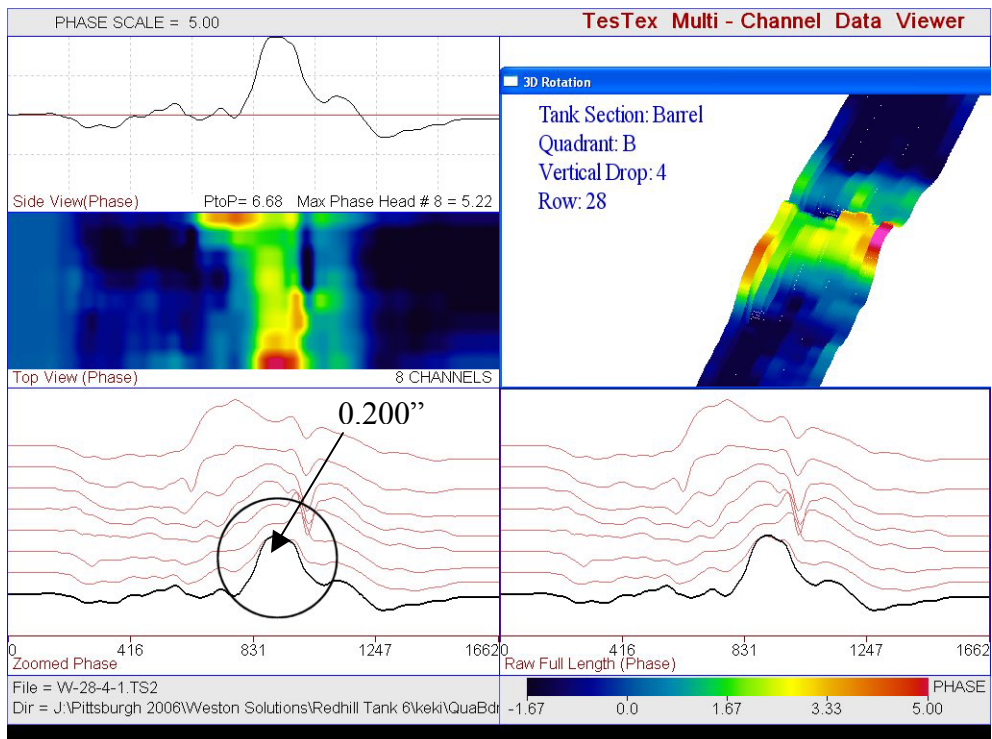 PHASE SCALE = 5.00
TesTex Multi - Channel Data Viewer
3D Rotation
Tank Section: Barrel
Quadrant: B
Vertical Drop: 4
Row: 28
Side View(Phase) PtoP= 6.68 Max Phase Head # 8 = 5.22
Top View (Phase) 8 CHANNELS
0.200”
0 416 831 1247 1662
Zoomed Phase
0 416 831 1247 1662
Raw Full Length (Phase)
File = W-28-4-1.TS2
Dir = J:\Pittsburgh 2006\Weston Solutions\Redhill Tank 6\keki\QuaBdr
PHASE
-1.67 0.0 1.67 3.33 5.00